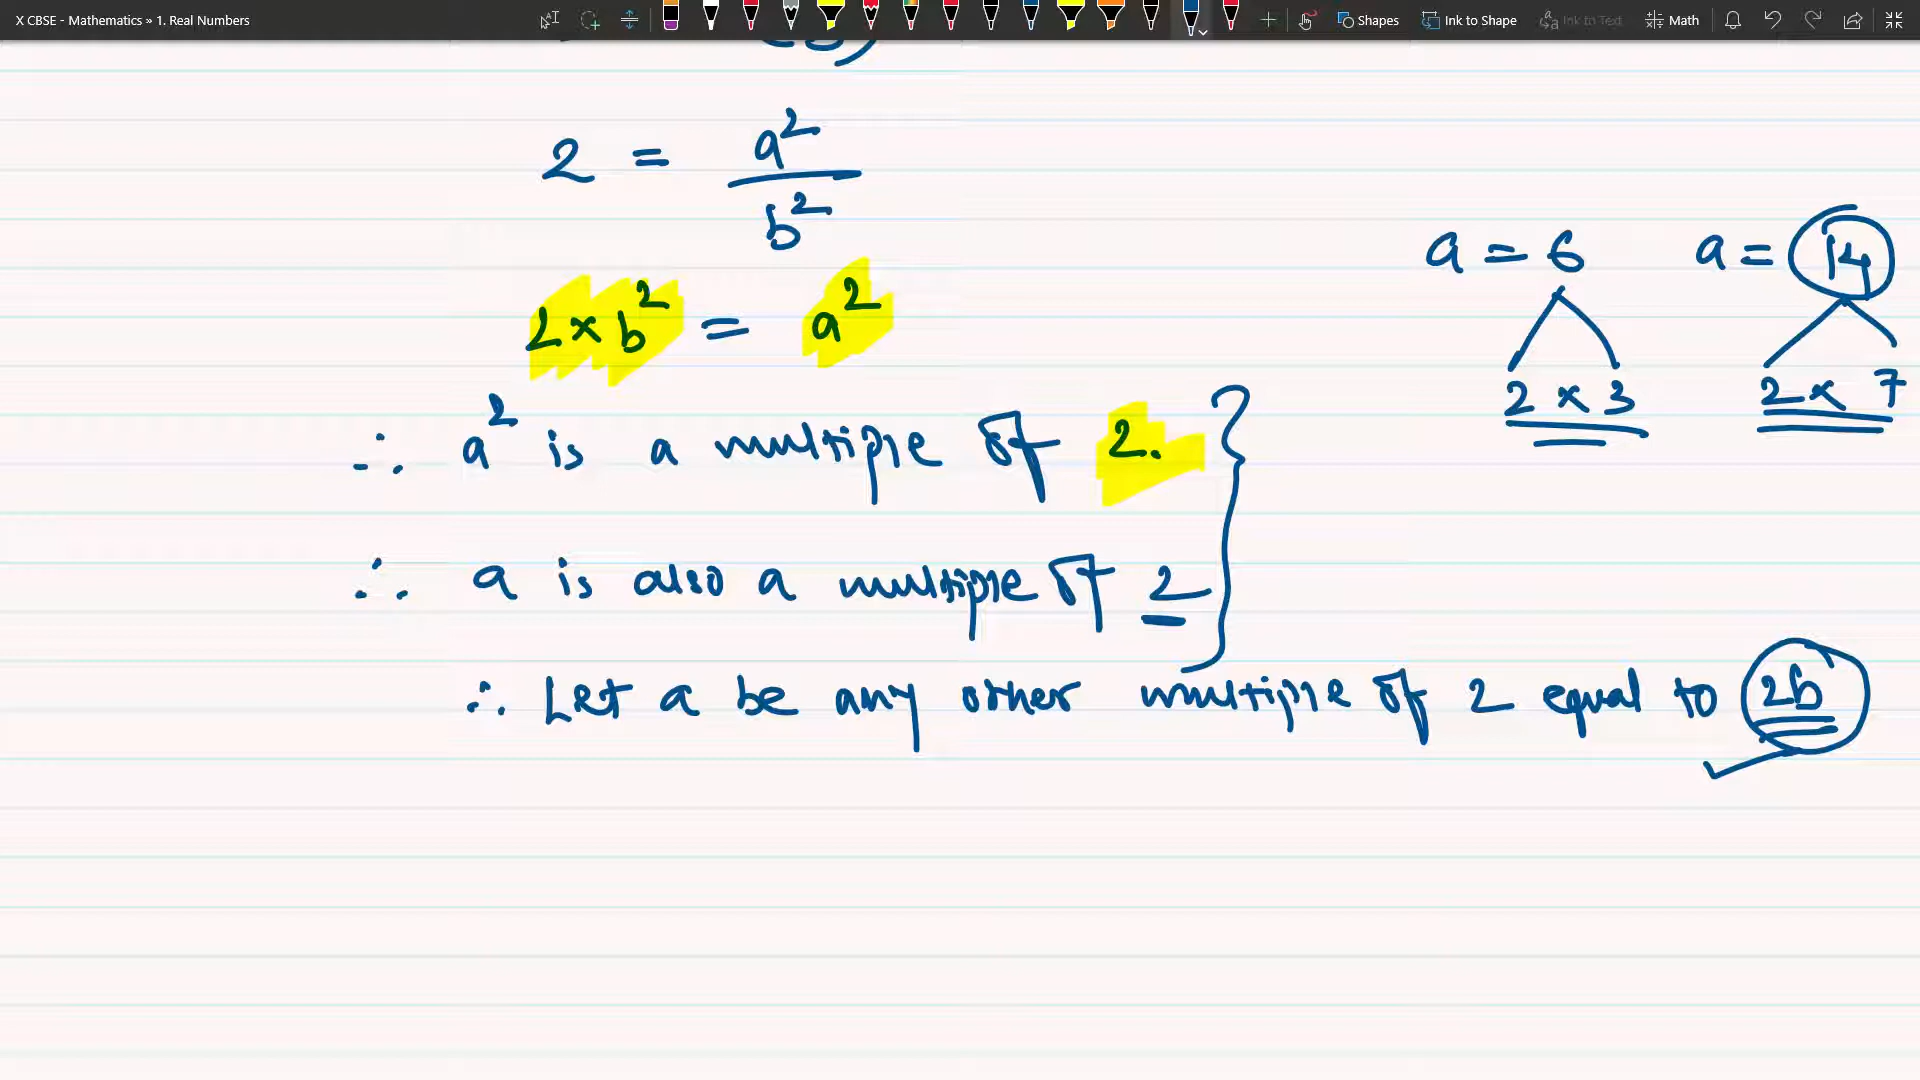 X CBSE - Mathematics » 1. Real Numbers
Shapes Ink to Shape Ink to Text Math
2 = a²/b²
2 × b² = a²
a = 6 a = 14
2 × 3 2 × 7
∴ a² is a multiple of 2.
∴ a is also a multiple of 2
∴ Let a be any other multiple of 2 equal to 2b